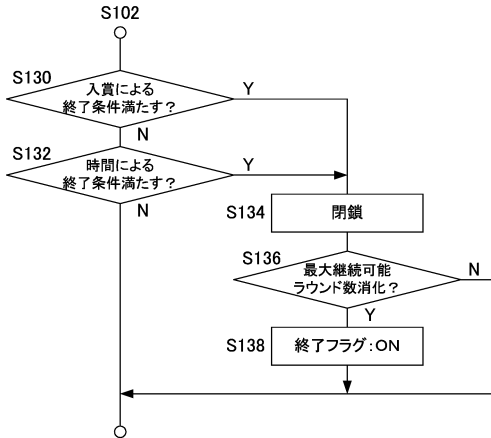 S102
S130
入賞による
終了条件満たす？
Y
N
S132
時間による
終了条件満たす？
Y
N
S134
閉鎖
S136
最大継続可能
ラウンド数消化？
N
Y
S138
終了フラグ：ON